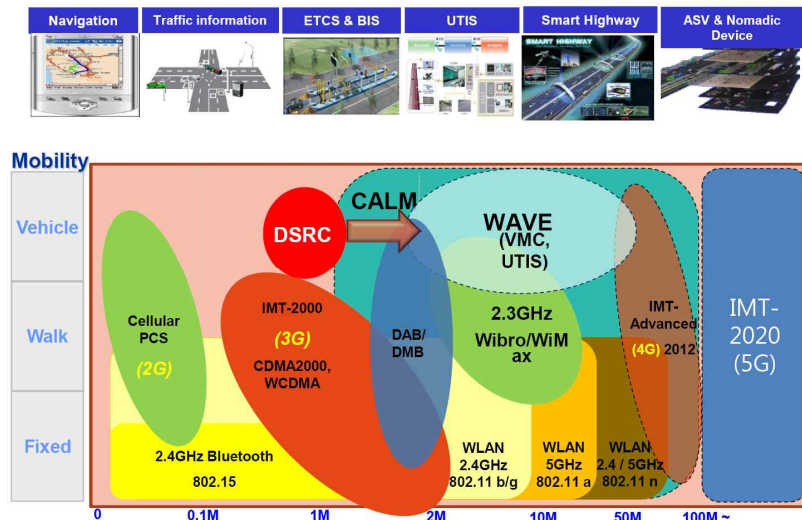 Navigation
Traffic information
ETCS & BIS
UTIS
Smart Highway
ASV & Nomadic
Device
SMART HIGHWAY
Mobility
Vehicle
Walk
Fixed
CALM
DSRC
WAVE
(VMC,
UTIS)
Cellular
PCS
(2G)
IMT-2000
(3G)
CDMA2000,
WCDMA
DAB/
DMB
2.3GHz
Wibro/WiM
ax
IMT-
Advanced
(4G) 2012
IMT-
2020
(5G)
2.4GHz Bluetooth
802.15
WLAN
2.4GHz
802.11 b/g
WLAN
5GHz
802.11 a
WLAN
2.4 / 5GHz
802.11 n
0
0.1M
1M
2M
10M
50M
100M ~